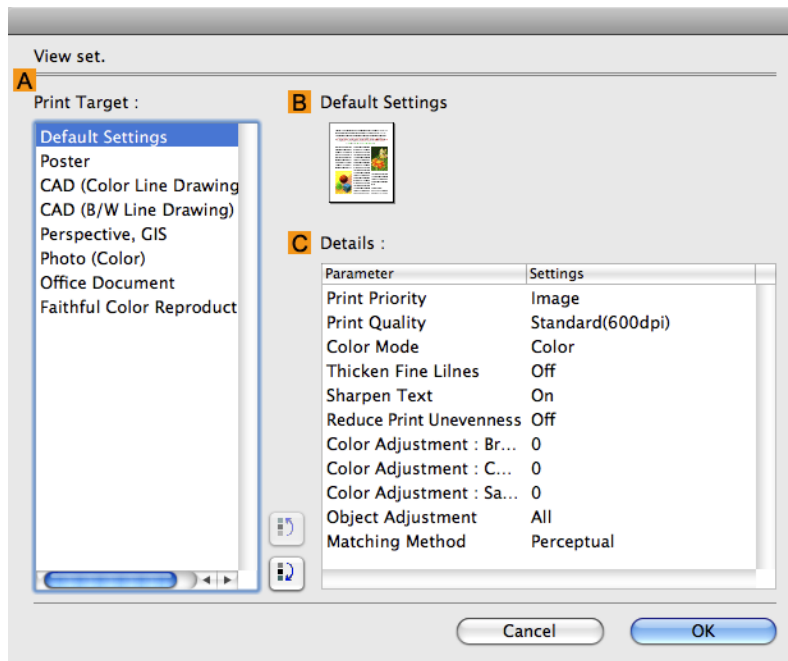 View set.
A
Print Target :
Default Settings
Poster
CAD (Color Line Drawing
CAD (B/W Line Drawing)
Perspective, GIS
Photo (Color)
Office Document
Faithful Color Reproduct
B Default Settings
C Details :
Parameter Settings
Print Priority Image
Print Quality Standard(600dpi)
Color Mode Color
Thicken Fine Lilnes Off
Sharpen Text On
Reduce Print Unevenness Off
Color Adjustment : Br... 0
Color Adjustment : C... 0
Color Adjustment : Sa... 0
Object Adjustment All
Matching Method Perceptual
Cancel OK